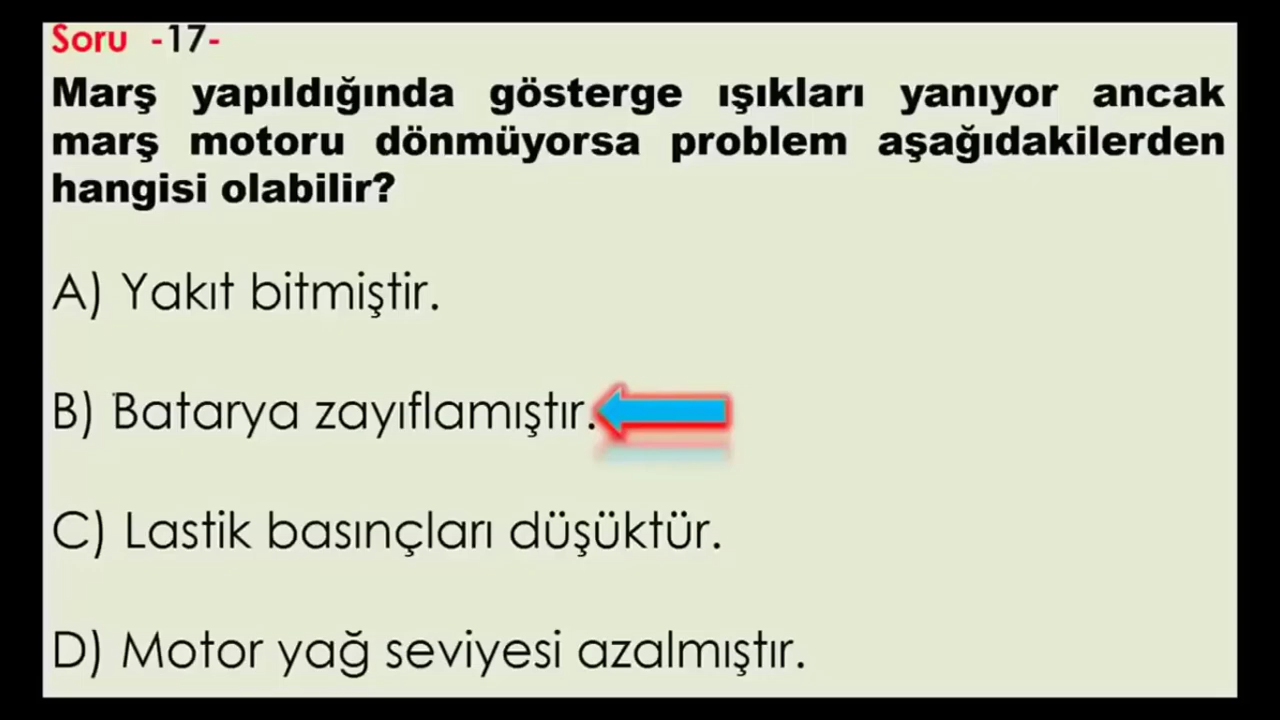 Soru -17-
Marş yapıldığında gösterge ışıkları yanıyor ancak
marş motoru dönmüyorsa problem aşağıdakilerden
hangisi olabilir?
A) Yakıt bitmiştir.
B) Batarya zayıflamıştır.
C) Lastik basınçları düşüktür.
D) Motor yağ seviyesi azalmıştır.